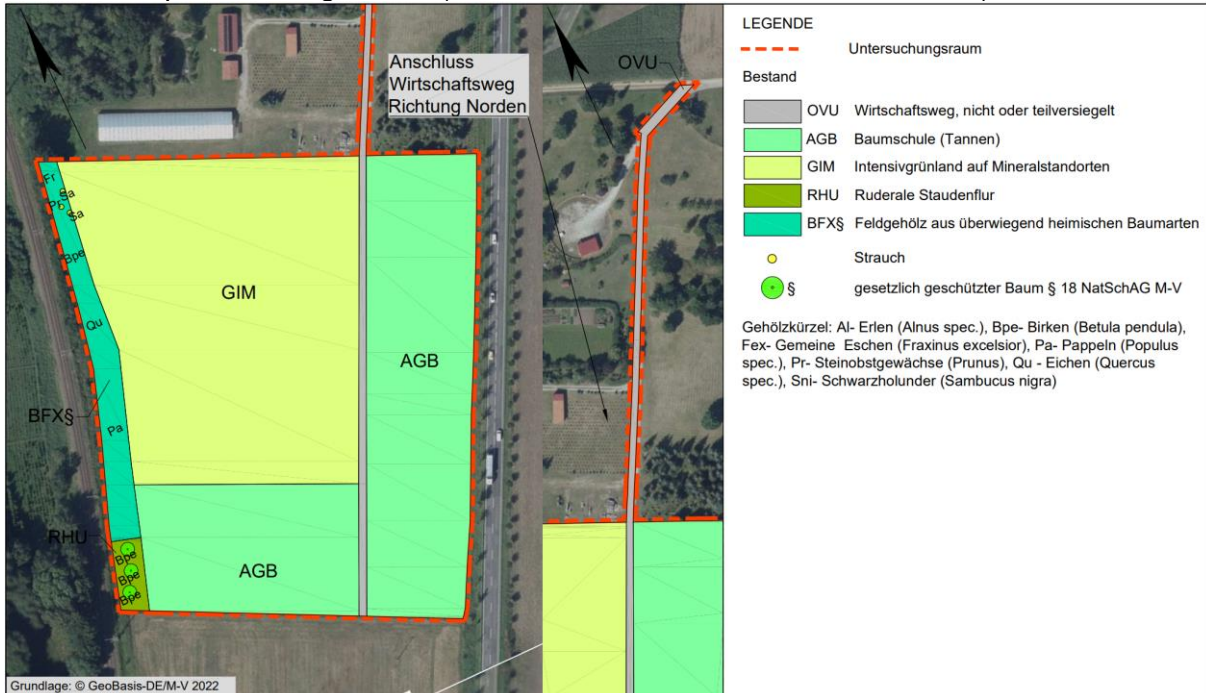 Anschluss
Wirtschaftsweg
Richtung Norden
OVU
Fr
Sa
Pr
Sa
Bpe
GIM
Qu
AGB
BFX§
Pa
RHU
Bpe
Bpe
Bpe
AGB
Grundlage: © GeoBasis-DE/M-V 2022
LEGENDE
Untersuchungsraum
Bestand
OVU Wirtschaftsweg, nicht oder teilversiegelt
AGB Baumschule (Tannen)
GIM Intensivgrünland auf Mineralstandorten
RHU Ruderale Staudenflur
BFX§ Feldgehölz aus überwiegend heimischen Baumarten
Strauch
§ gesetzlich geschützter Baum § 18 NatSchAG M-V
Gehölzkürzel: Al- Erlen (Alnus spec.), Bpe- Birken (Betula pendula),
Fex- Gemeine Eschen (Fraxinus excelsior), Pa- Pappeln (Populus
spec.), Pr- Steinobstgewächse (Prunus), Qu - Eichen (Quercus
spec.), Sni- Schwarzholunder (Sambucus nigra)